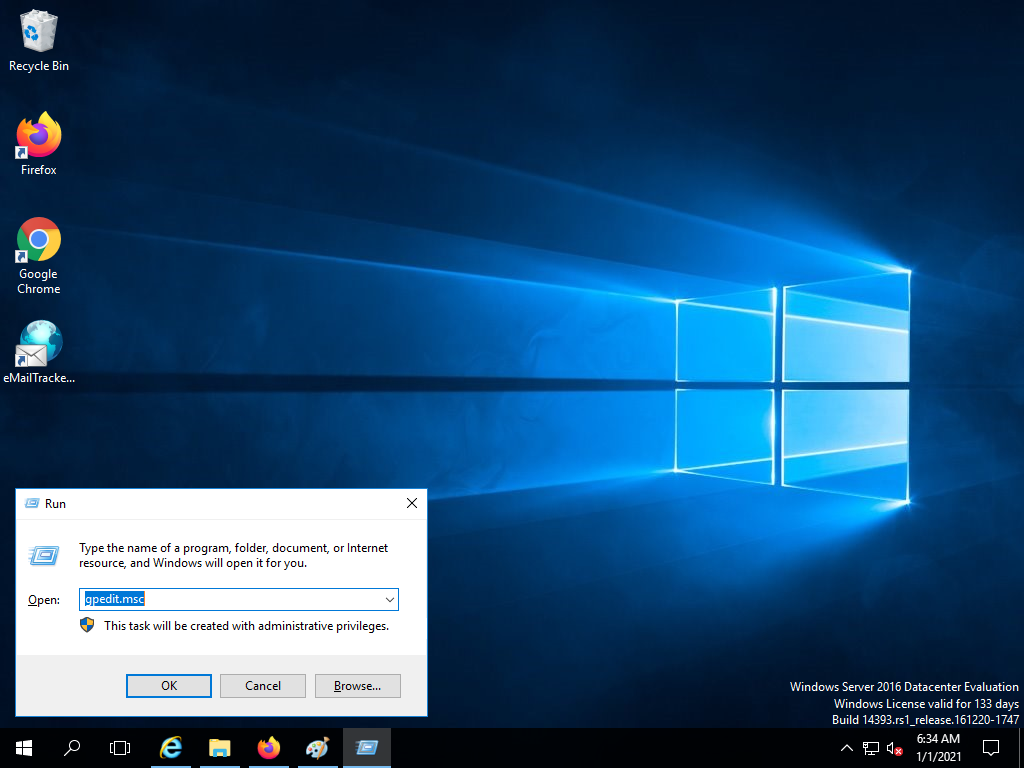 Recycle Bin
Firefox
Google
Chrome
eMailTracke...
Run
Type the name of a program, folder, document, or Internet
resource, and Windows will open it for you.
Open:
gpedit.msc
This task will be created with administrative privileges.
OK
Cancel
Browse...
Windows Server 2016 Datacenter Evaluation
Windows License valid for 133 days
Build 14393.rs1_release.161220-1747
6:34 AM
1/1/2021